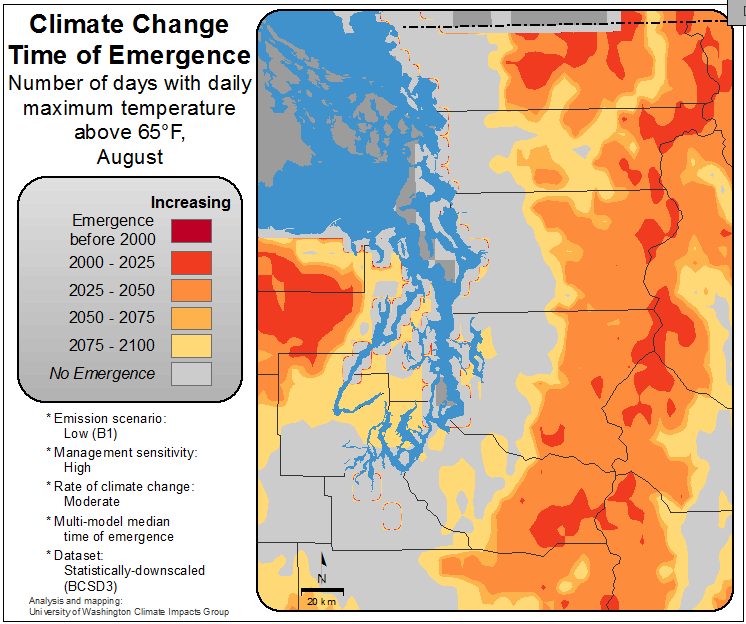 Climate Change
Time of Emergence
Number of days with daily
maximum temperature
above 65°F,
August
Increasing
Emergence
before 2000
2000 - 2025
2025 - 2050
2050 - 2075
2075 - 2100
No Emergence
* Emission scenario:
Low (B1)
* Management sensitivity:
High
* Rate of climate change:
Moderate
* Multi-model median
time of emergence
* Dataset:
Statistically-downscaled
(BCSD3)
Analysis and mapping:
University of Washington Climate Impacts Group
N
20 km